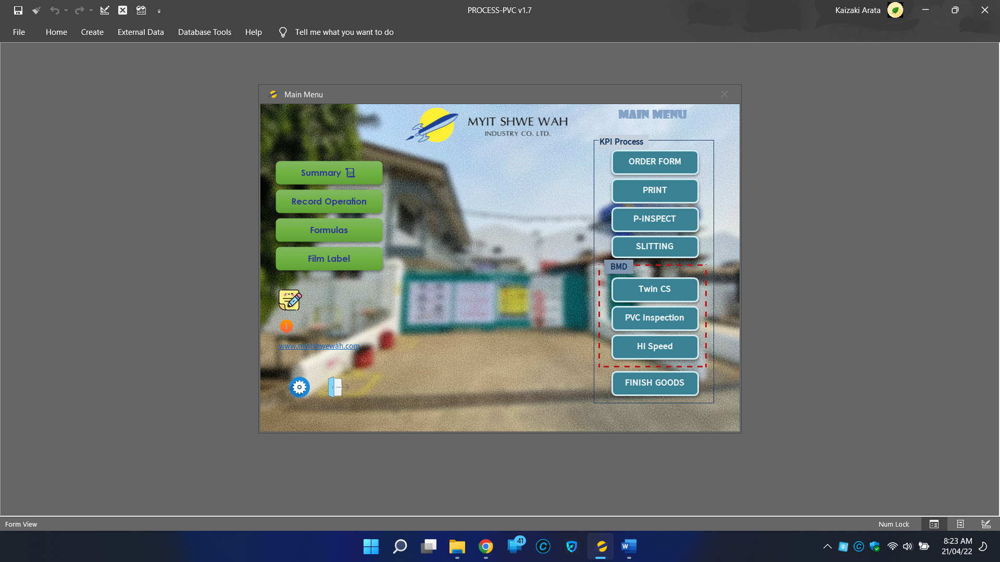 PROCESS-PVC v1.7
Kaizaki Arata
File Home Create External Data Database Tools Help Tell me what you want to do
Main Menu
MYIT SHWE WAH
INDUSTRY CO. LTD.
MAIN MENU
Summary
Record Operation
Formulas
Film Label
www.myitshwewah.com
KPI Process
ORDER FORM
PRINT
P-INSPECT
SLITTING
BMD
Twin CS
PVC Inspection
Hi Speed
FINISH GOODS
Form View
Num Lock
41
8:23 AM
21/04/22